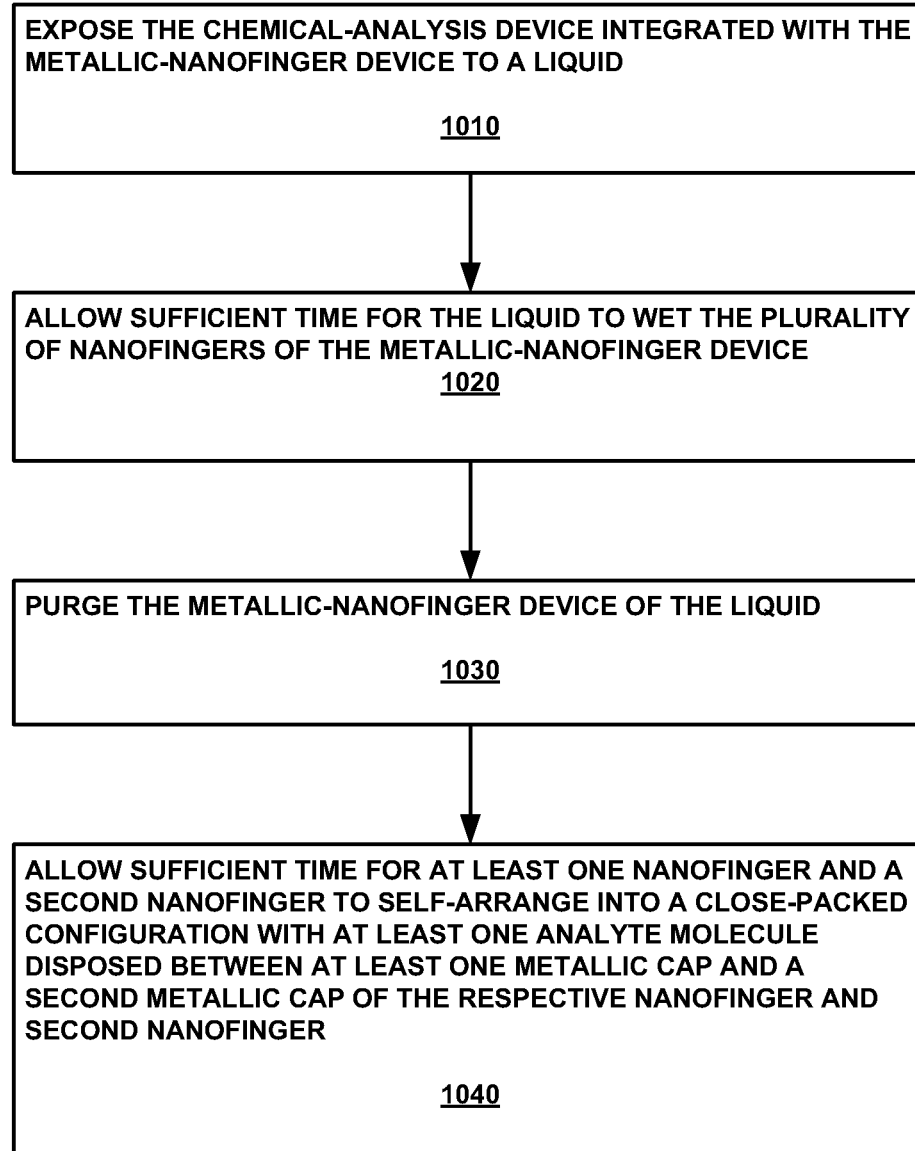 EXPOSE THE CHEMICAL-ANALYSIS DEVICE INTEGRATED WITH THE
METALLIC-NANOFINGER DEVICE TO A LIQUID
1010
ALLOW SUFFICIENT TIME FOR THE LIQUID TO WET THE PLURALITY
OF NANOFINGERS OF THE METALLIC-NANOFINGER DEVICE
1020
PURGE THE METALLIC-NANOFINGER DEVICE OF THE LIQUID
1030
ALLOW SUFFICIENT TIME FOR AT LEAST ONE NANOFINGER AND A
SECOND NANOFINGER TO SELF-ARRANGE INTO A CLOSE-PACKED
CONFIGURATION WITH AT LEAST ONE ANALYTE MOLECULE
DISPOSED BETWEEN AT LEAST ONE METALLIC CAP AND A
SECOND METALLIC CAP OF THE RESPECTIVE NANOFINGER AND
SECOND NANOFINGER
1040